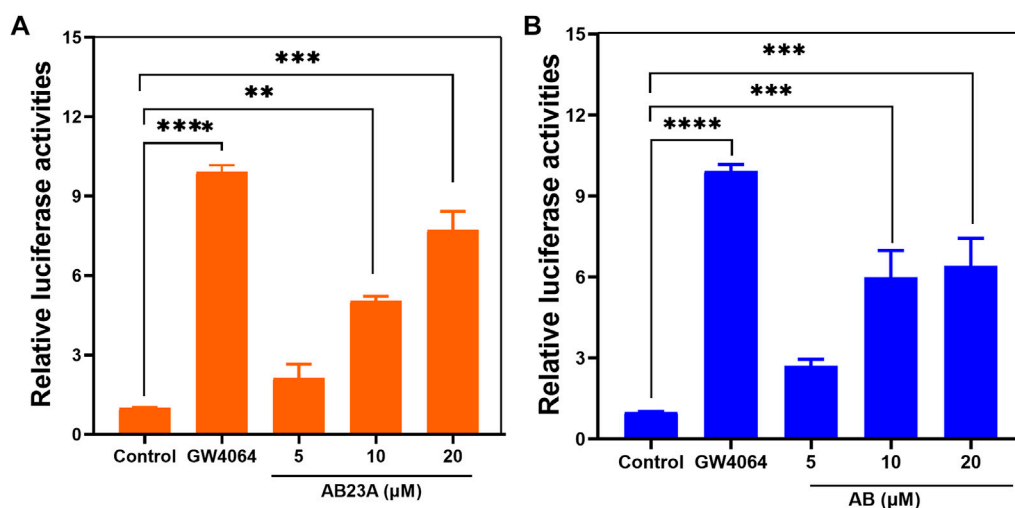 A
Relative luciferase activities
15
12
9
6
3
0
***
**
****
Control GW4064 5 10 20
AB23A (μM)
B
Relative luciferase activities
15
12
9
6
3
0
***
***
****
Control GW4064 5 10 20
AB (μM)